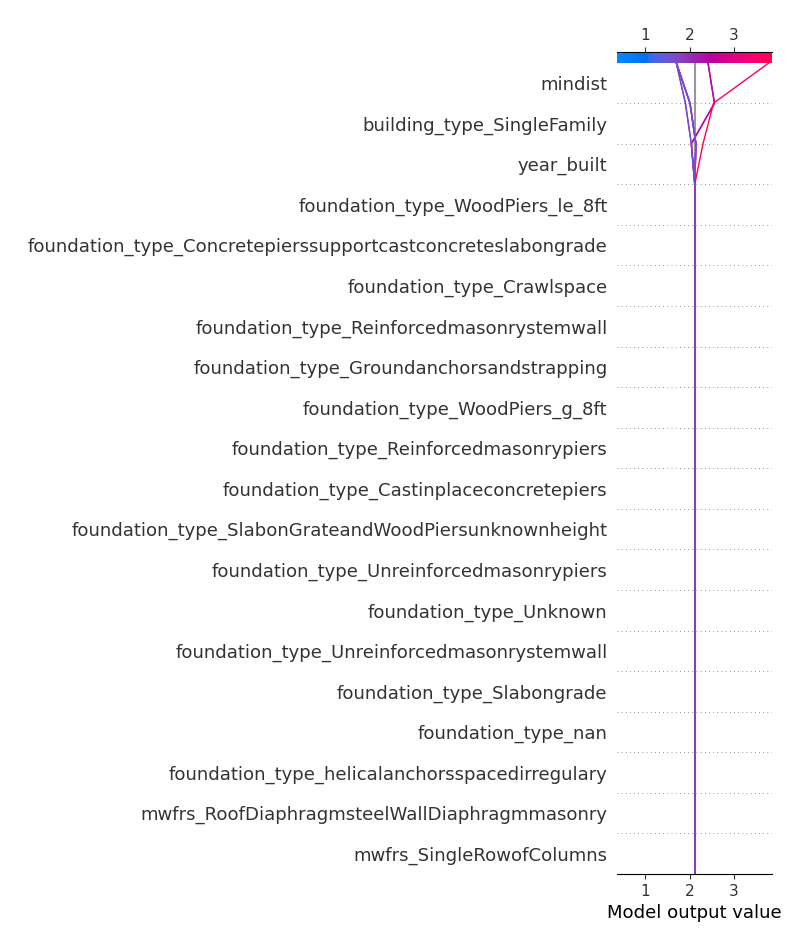 1 2 3
mindist
building_type_SingleFamily
year_built
foundation_type_WoodPiers_le_8ft
foundation_type_Concretepierssupportcastconcreteslabongrade
foundation_type_Crawlspace
foundation_type_Reinforcedmasonrystemwall
foundation_type_Groundanchorsandstrapping
foundation_type_WoodPiers_g_8ft
foundation_type_Reinforcedmasonrypiers
foundation_type_Castinplaceconcretepiers
foundation_type_SlabonGrateandWoodPiersunknownheight
foundation_type_Unreinforcedmasonrypiers
foundation_type_Unknown
foundation_type_Unreinforcedmasonrystemwall
foundation_type_Slabongrade
foundation_type_nan
foundation_type_helicalanchorsspacedirregulary
mwfrs_RoofDiaphragmsteelWallDiaphragmmasonry
mwfrs_SingleRowofColumns
1 2 3
Model output value